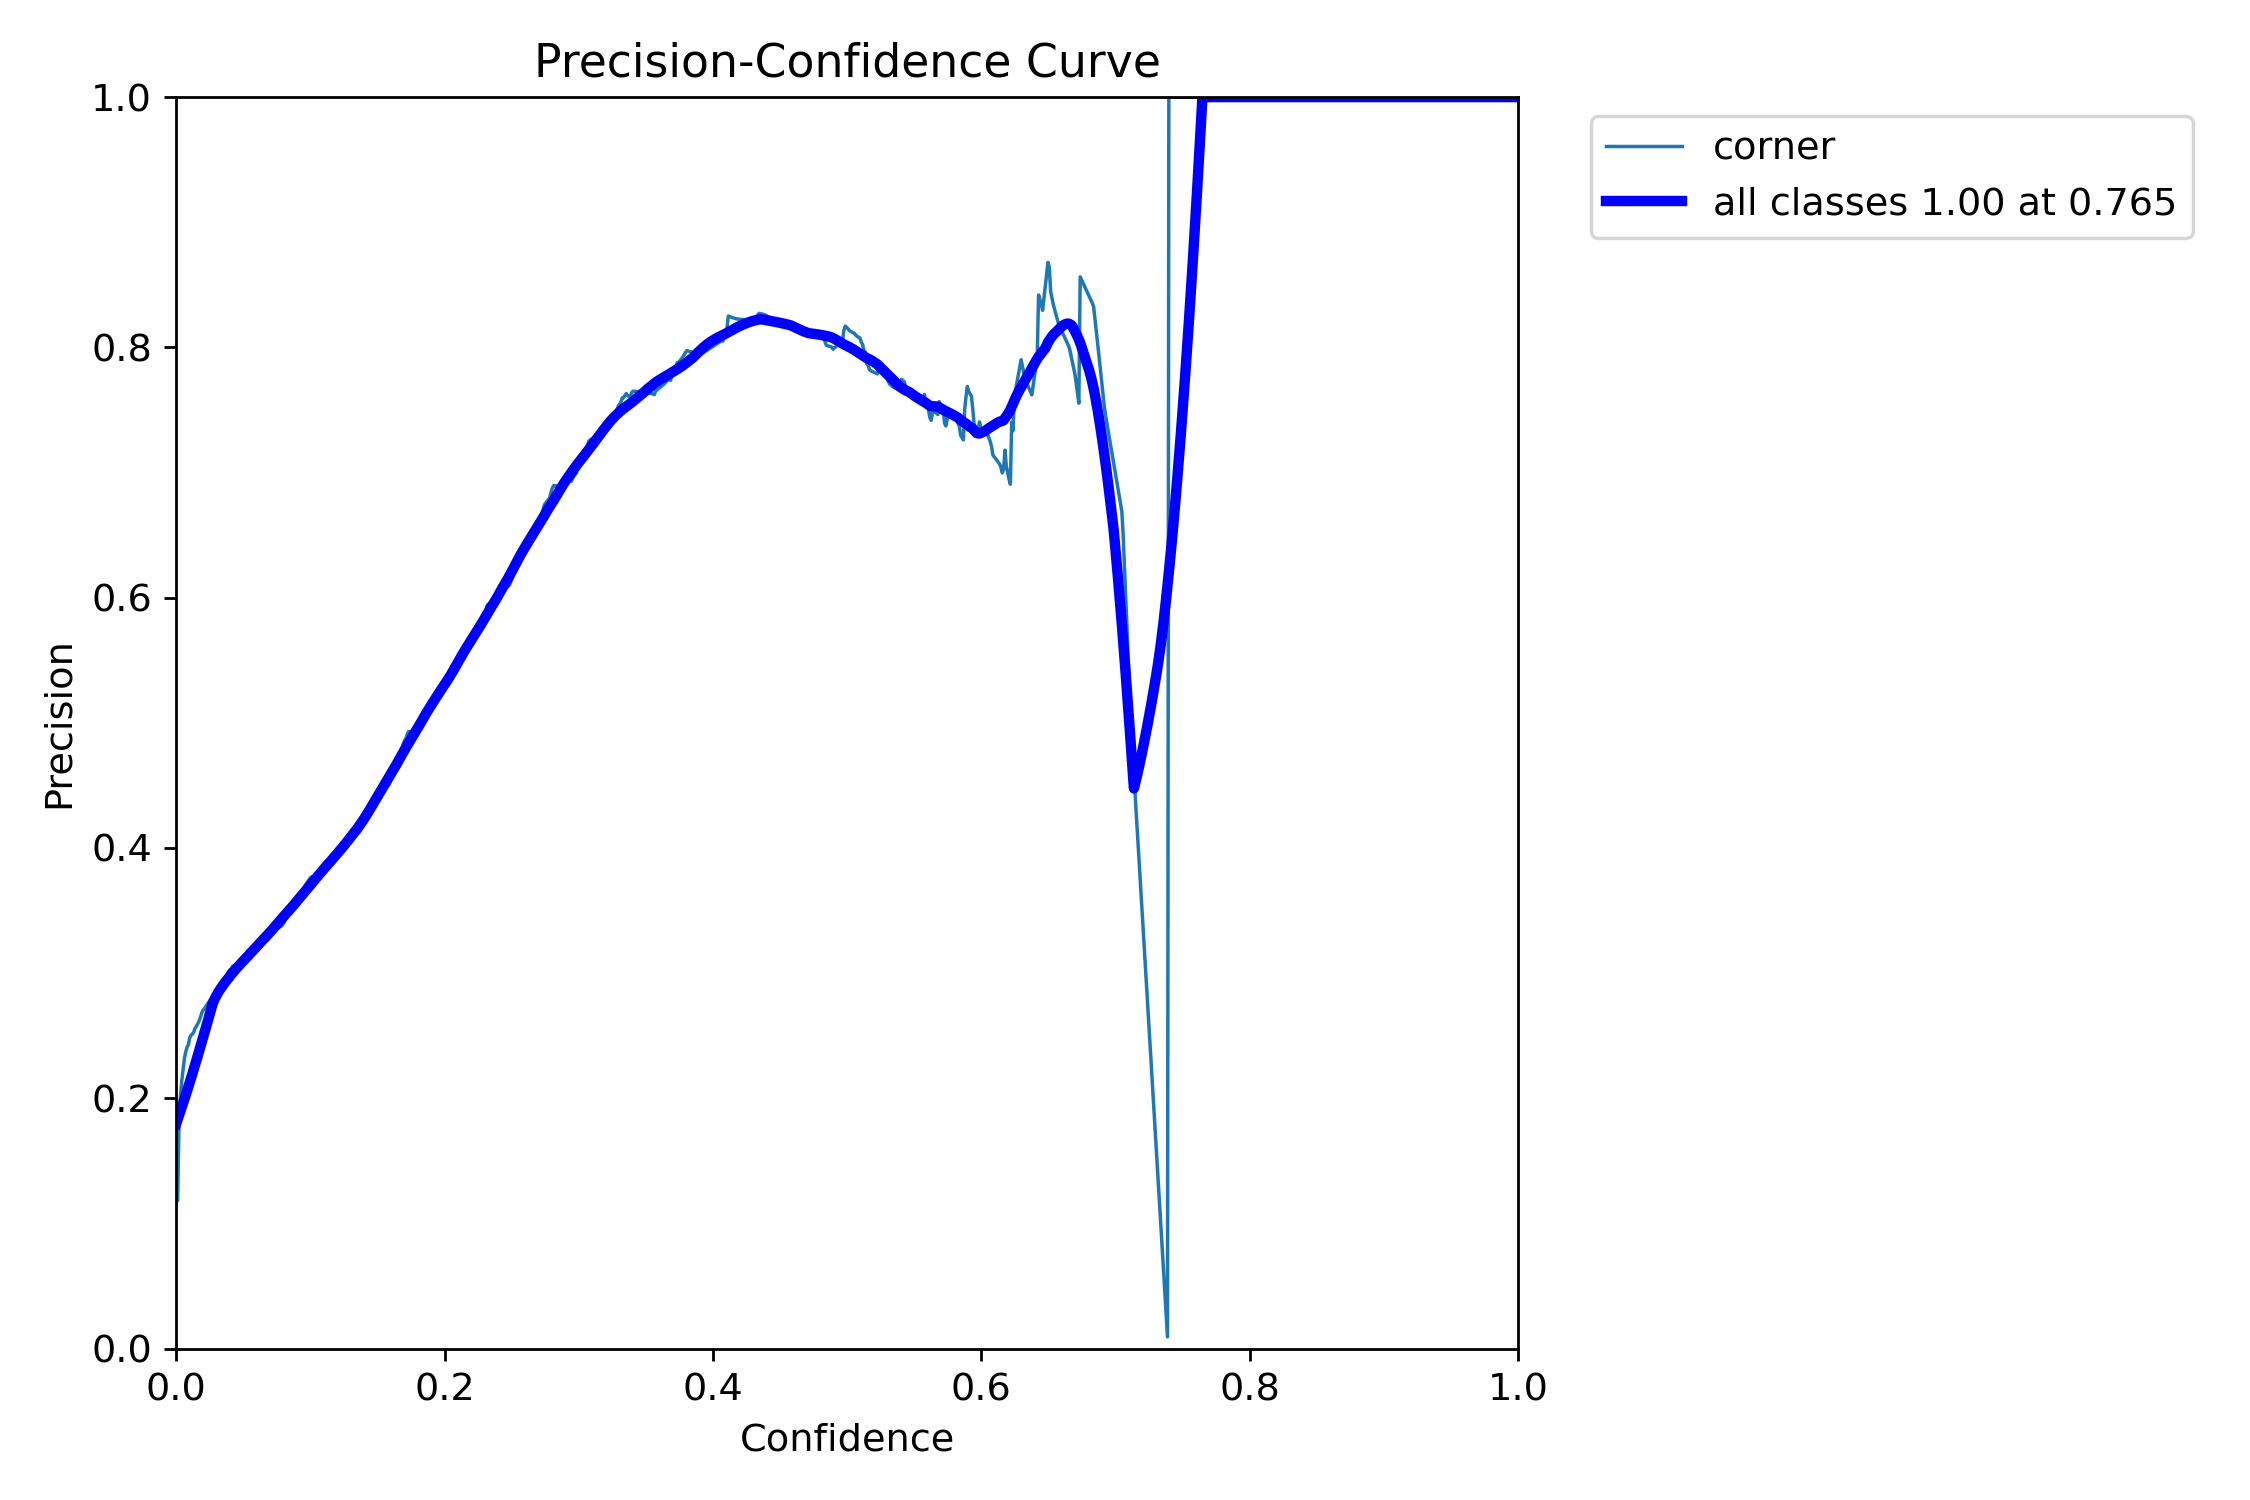 Precision-Confidence Curve
1.0
0.8
0.6
0.4
0.2
0.0
Precision
0.0 0.2 0.4 0.6 0.8 1.0
Confidence
corner
all classes 1.00 at 0.765